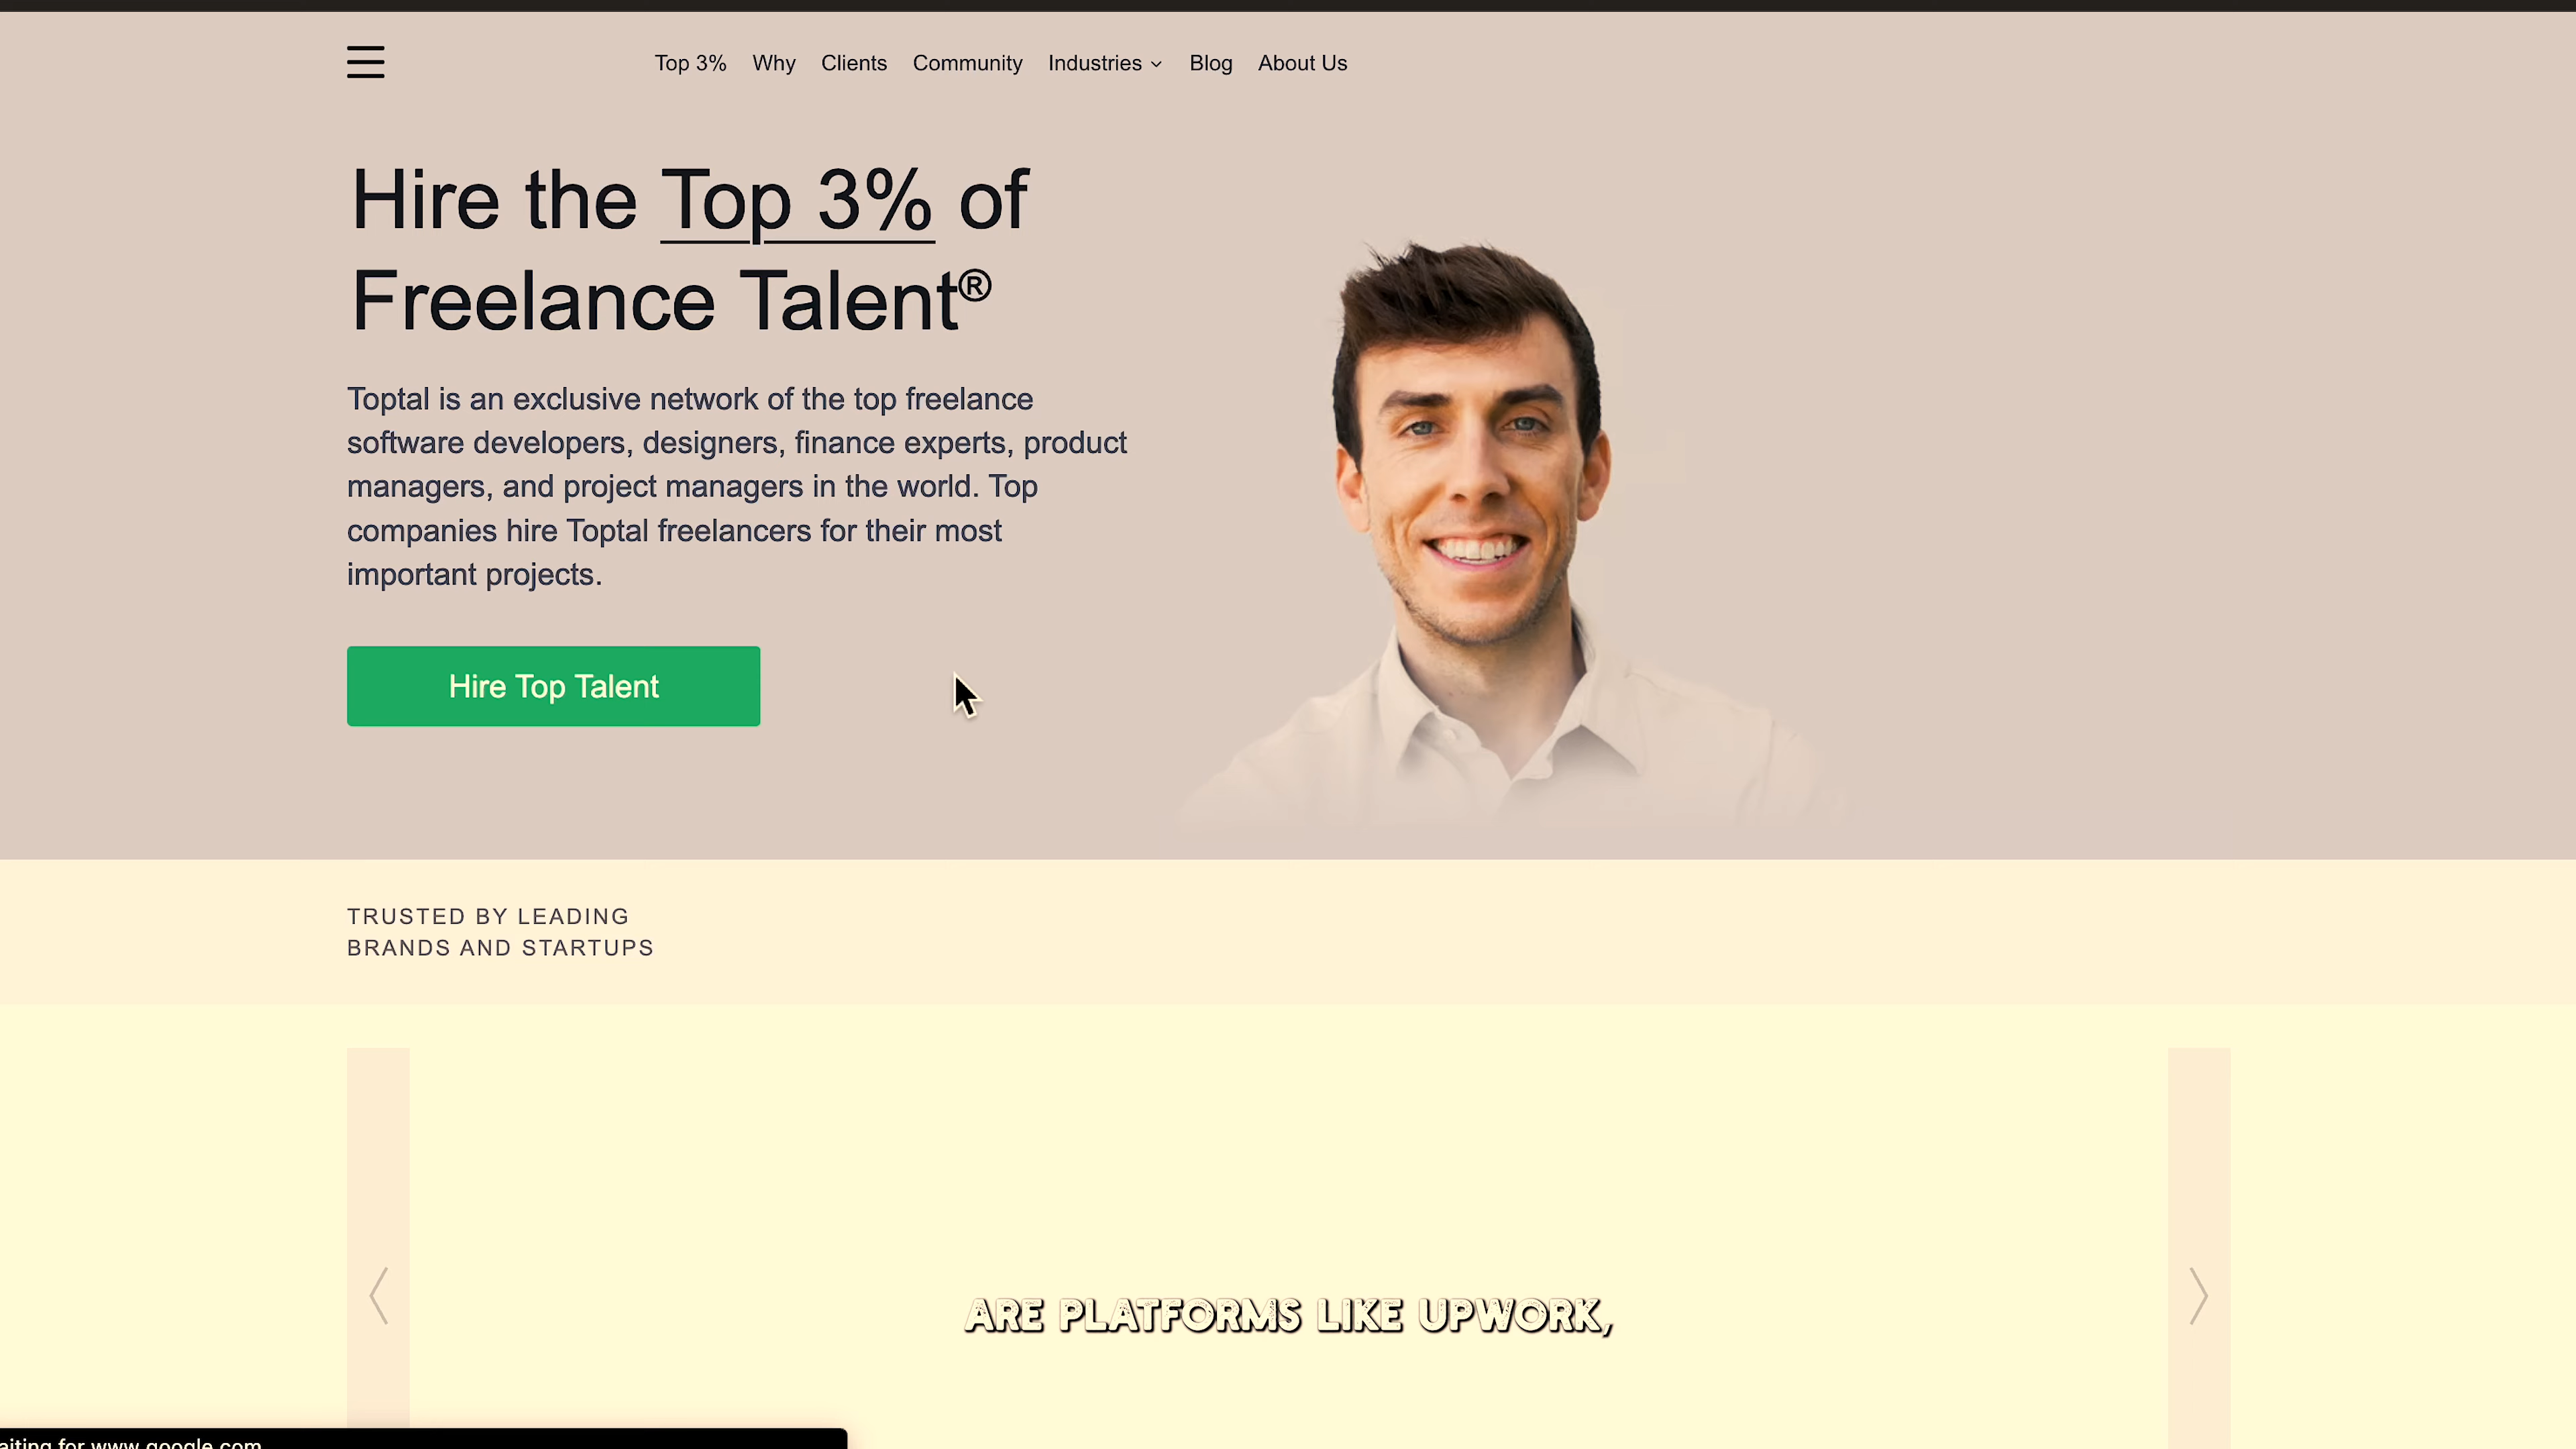 Top 3% Why Clients Community Industries Blog About Us
Hire the Top 3% of
Freelance Talent®
Toptal is an exclusive network of the top freelance
software developers, designers, finance experts, product
managers, and project managers in the world. Top
companies hire Toptal freelancers for their most
important projects.
Hire Top Talent
TRUSTED BY LEADING
BRANDS AND STARTUPS
ARE PLATFORMS LIKE UPWORK,
aiting for www.google.com